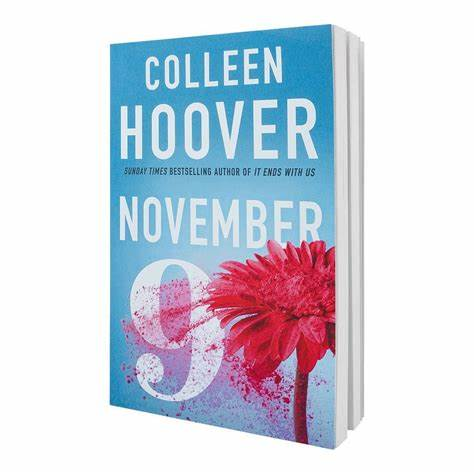 COLLEEN
HOOVER
SUNDAY TIMES BESTSELLING AUTHOR OF IT ENDS WITH US
NOVEMBER
9